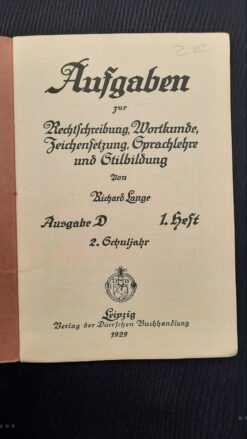 2 €
Aufgaben
zur
Rechtschreibung, Wortkunde,
Zeichensetzung, Sprachlehre
und Stilbildung
Von
Richard Lange
Ausgabe D 1. Heft
2. Schuljahr
Leipzig
Verlag der Dürrschen Buchhandlung
1929